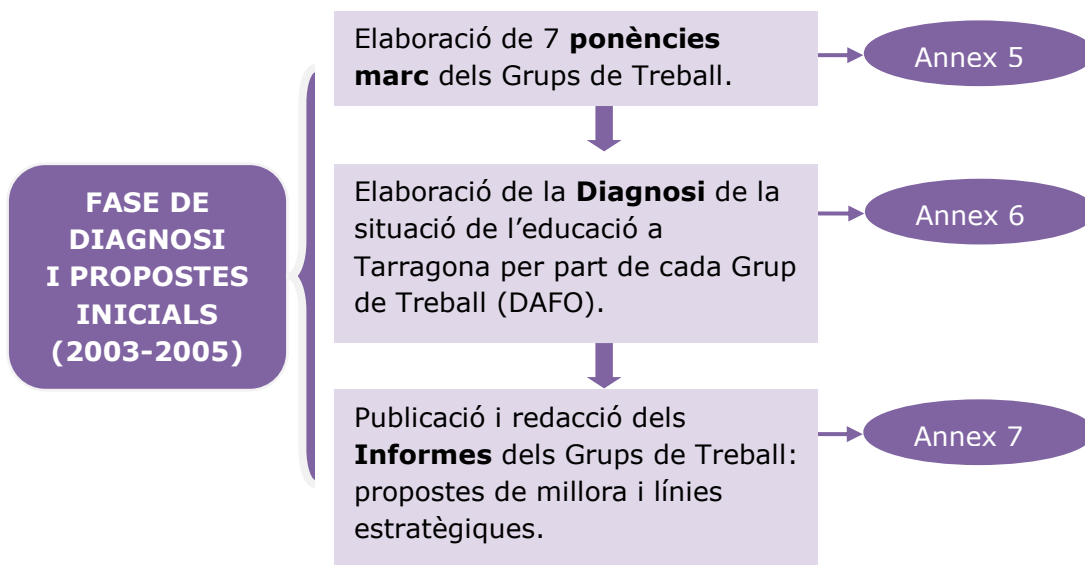 FASE DE
DIAGNOSI
I PROPOSTES
INICIALS
(2003-2005)
Elaboració de 7 ponències
marc dels Grups de Treball.
Annex 5
Elaboració de la Diagnosi de la
situació de l’educació a
Tarragona per part de cada Grup
de Treball (DAFO).
Annex 6
Publicació i redacció dels
Informes dels Grups de Treball:
propostes de millora i línies
estratègiques.
Annex 7